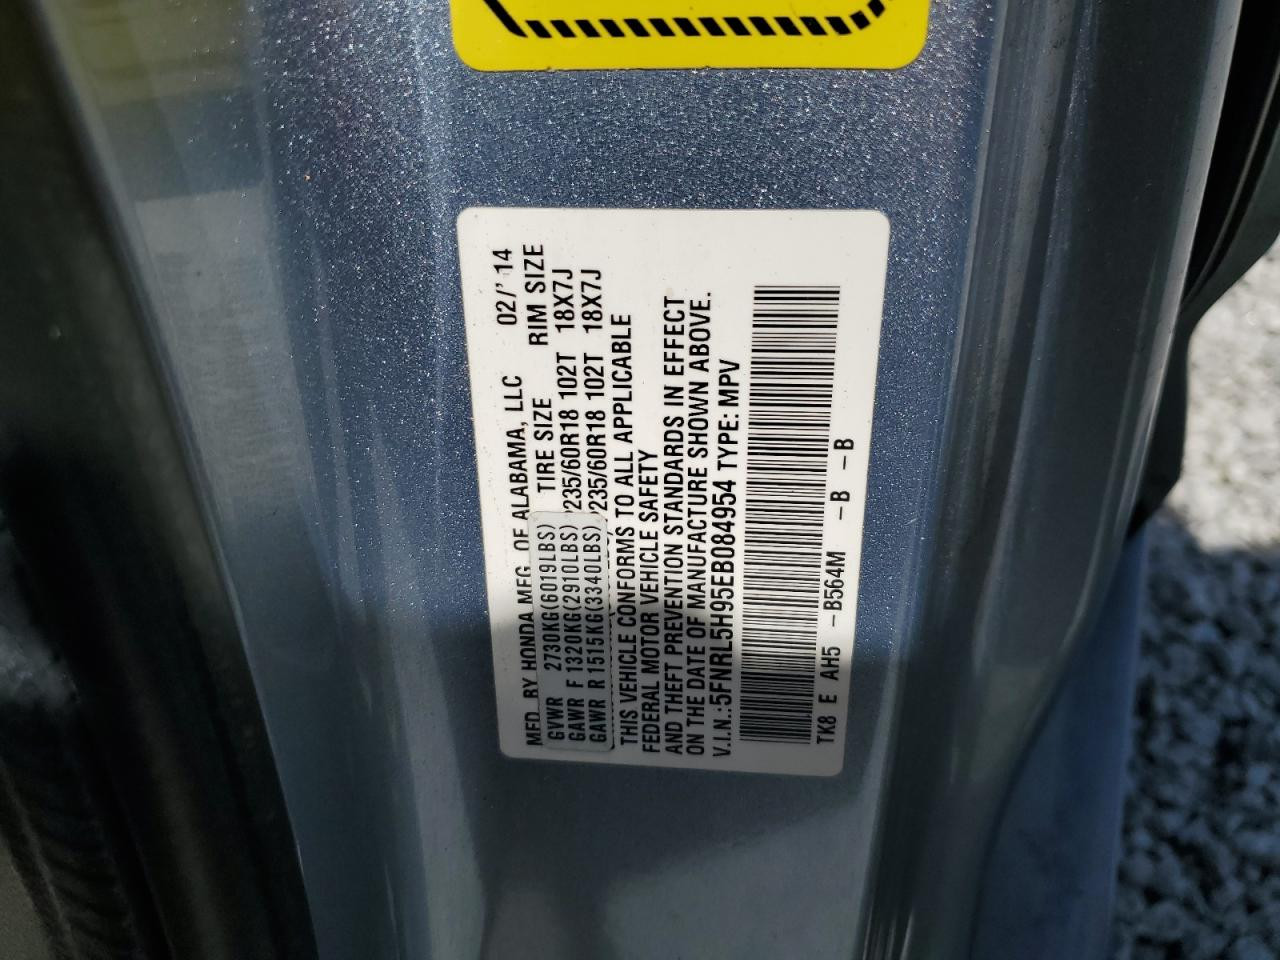 MFD BY HONDA MFG. OF ALABAMA, LLC 02/'14
GVWR 2730KG(6019LBS) TIRE SIZE RIM SIZE
GAWR F 1320KG(2910LBS) P235/60R18 102T 18X7J
GAWR R 1515KG(3340LBS) P235/60R18 102T 18X7J
THIS VEHICLE CONFORMS TO ALL APPLICABLE
FEDERAL MOTOR VEHICLE SAFETY
AND THEFT PREVENTION STANDARDS IN EFFECT
ON THE DATE OF MANUFACTURE SHOWN ABOVE.
V.I.N.:5FNRL5H95EB084954 TYPE: MPV
TK8 E AH5 -B564M -B -B